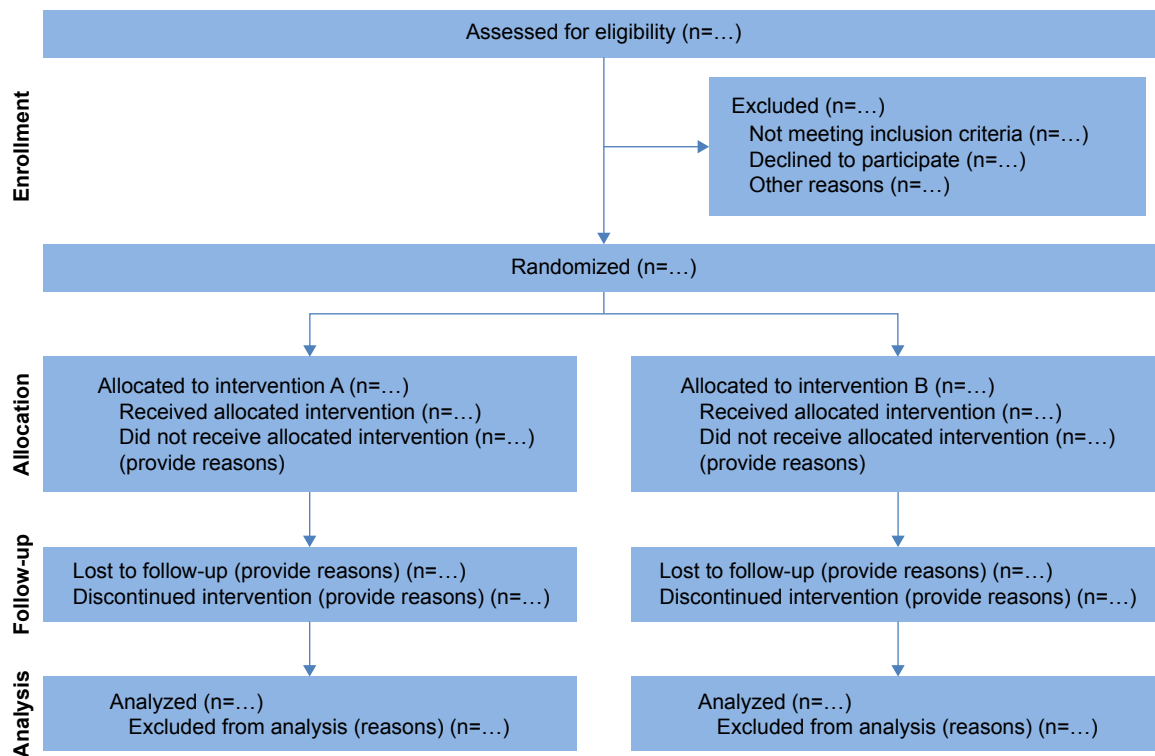 Enrollment
Assessed for eligibility (n=…)
Excluded (n=…)
Not meeting inclusion criteria (n=…)
Declined to participate (n=…)
Other reasons (n=…)
Randomized (n=…)
Allocation
Allocated to intervention A (n=…)
Received allocated intervention (n=…)
Did not receive allocated intervention (n=…)
(provide reasons)
Allocated to intervention B (n=…)
Received allocated intervention (n=…)
Did not receive allocated intervention (n=…)
(provide reasons)
Follow-up
Lost to follow-up (provide reasons) (n=…)
Discontinued intervention (provide reasons) (n=…)
Lost to follow-up (provide reasons) (n=…)
Discontinued intervention (provide reasons) (n=…)
Analysis
Analyzed (n=…)
Excluded from analysis (reasons) (n=…)
Analyzed (n=…)
Excluded from analysis (reasons) (n=…)